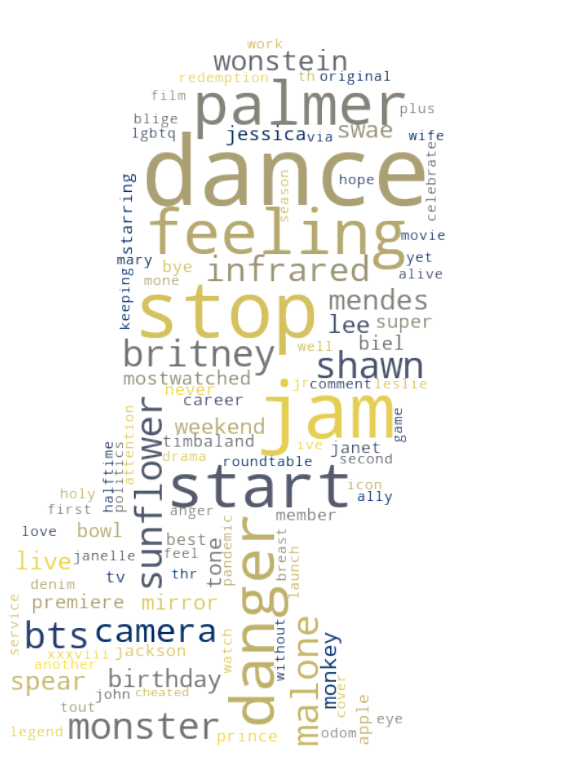 work
wonstein
redemption th original
film palmer plus
blige
lgbtq jessica via swae wife
dance
hope
season
celebrate
starring
feeling movie
mary bye infrared yet
mone alive
keeping
stop mendes
lee super
britney well biel
shawn
mostwatched jr comment leslie
never
career jam game
weekend
timbaland ive janet
drama roundtable second
attention
politics
halftime
sunflower
holy start icon
first anger ally
member
love bowl best
live janelle feel tone
pandemic
breast
launch
denim tv thr
service premiere mirror
danger
bts camera
without
malone
monkey
xxxviii jackson
another watch
spear birthday
john cheated cover
tout apple
legend monster prince odom eye